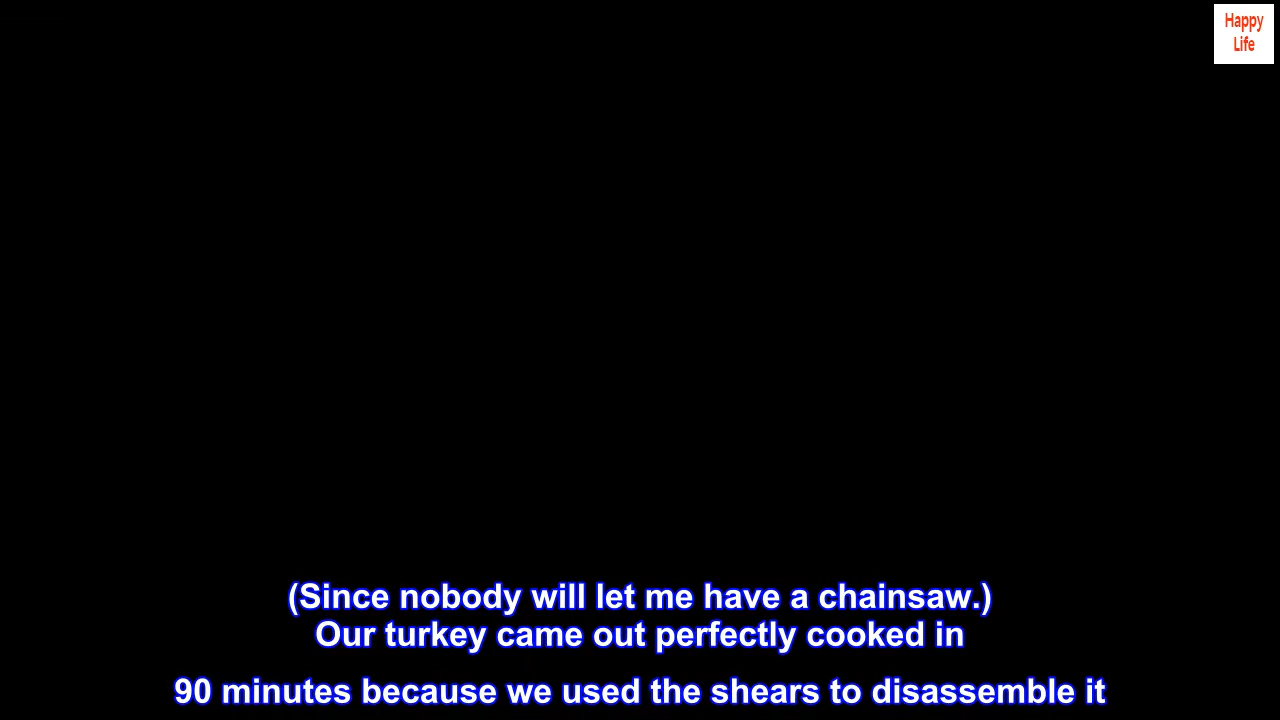 Happy
Life
(Since nobody will let me have a chainsaw.)
Our turkey came out perfectly cooked in
90 minutes because we used the shears to disassemble it